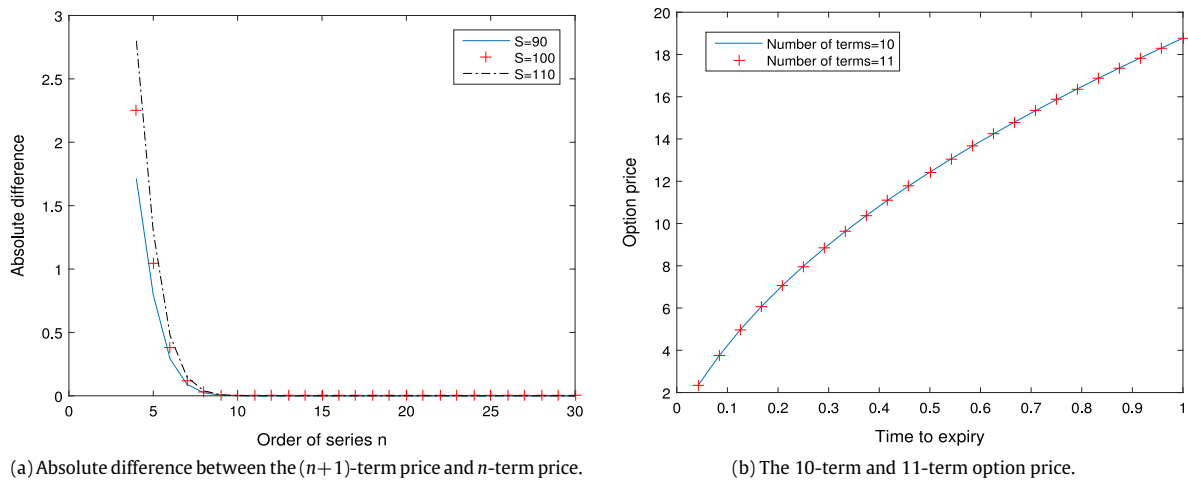 3
2.5
2
1.5
1
0.5
0
0 5 10 15 20 25 30
Absolute difference
Order of series n
S=90
S=100
S=110
(a) Absolute difference between the (n+1)-term price and n-term price.
20
18
16
14
12
10
8
6
4
2
0 0.1 0.2 0.3 0.4 0.5 0.6 0.7 0.8 0.9 1
Option price
Time to expiry
Number of terms=10
Number of terms=11
(b) The 10-term and 11-term option price.